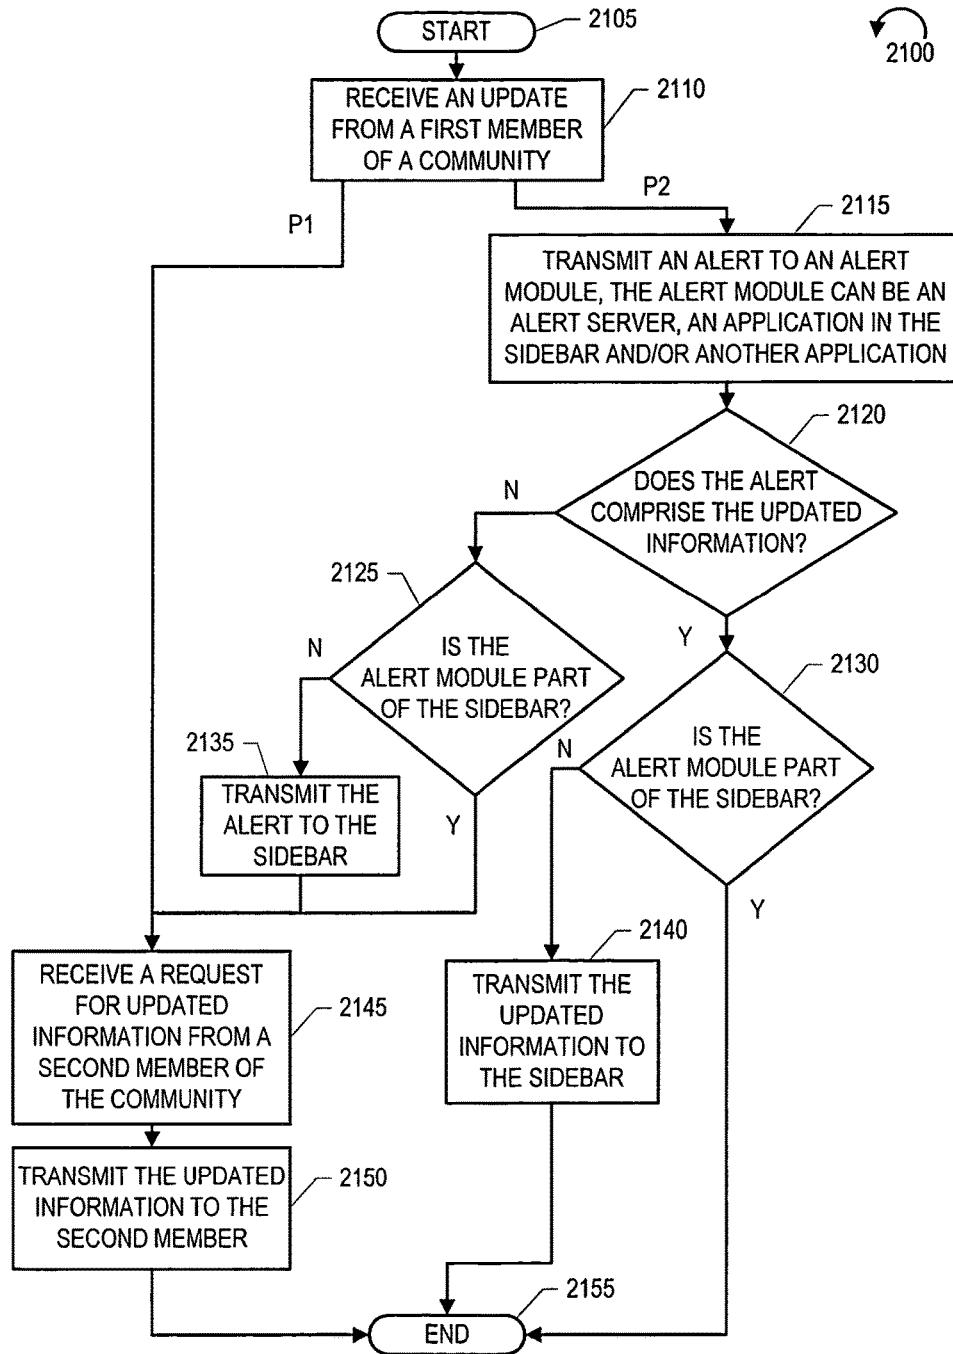 START
2105
2100
RECEIVE AN UPDATE
FROM A FIRST MEMBER
OF A COMMUNITY
2110
P1
P2
2115
TRANSMIT AN ALERT TO AN ALERT
MODULE, THE ALERT MODULE CAN BE AN
ALERT SERVER, AN APPLICATION IN THE
SIDEBAR AND/OR ANOTHER APPLICATION
2120
DOES THE ALERT
COMPRISE THE UPDATED
INFORMATION?
N
Y
2125
IS THE
ALERT MODULE PART
OF THE SIDEBAR?
N
Y
2130
IS THE
ALERT MODULE PART
OF THE SIDEBAR?
N
Y
2135
TRANSMIT THE
ALERT TO THE
SIDEBAR
2140
TRANSMIT THE
UPDATED
INFORMATION TO
THE SIDEBAR
RECEIVE A REQUEST
FOR UPDATED
INFORMATION FROM A
SECOND MEMBER OF
THE COMMUNITY
2145
TRANSMIT THE UPDATED
INFORMATION TO THE
SECOND MEMBER
2150
2155
END